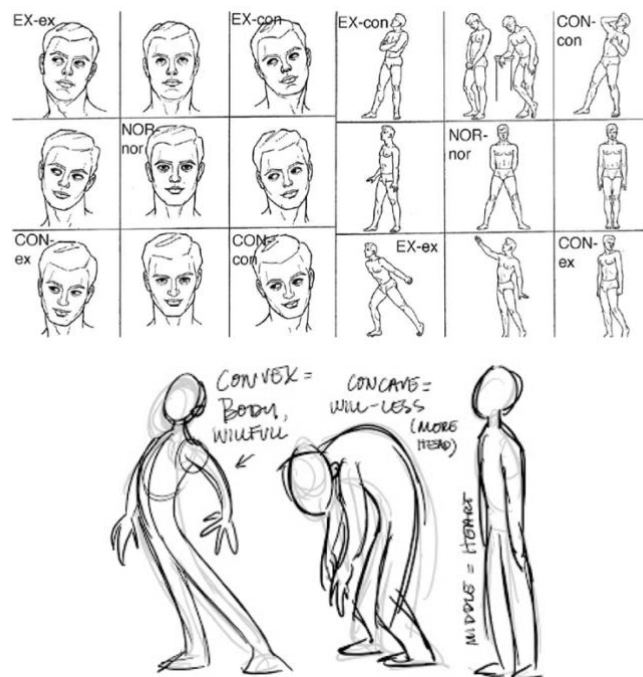 EX-ex
EX-con
NOR-
nor
CON-
ex
CON-
con
EX-con
CON-
con
NOR-
nor
EX-ex
CON-
ex
CONVEX =
BODY,
WILLFULL
CONCAVE =
WILL-LESS
(MORE
HEAD)
MIDDLE = HEART